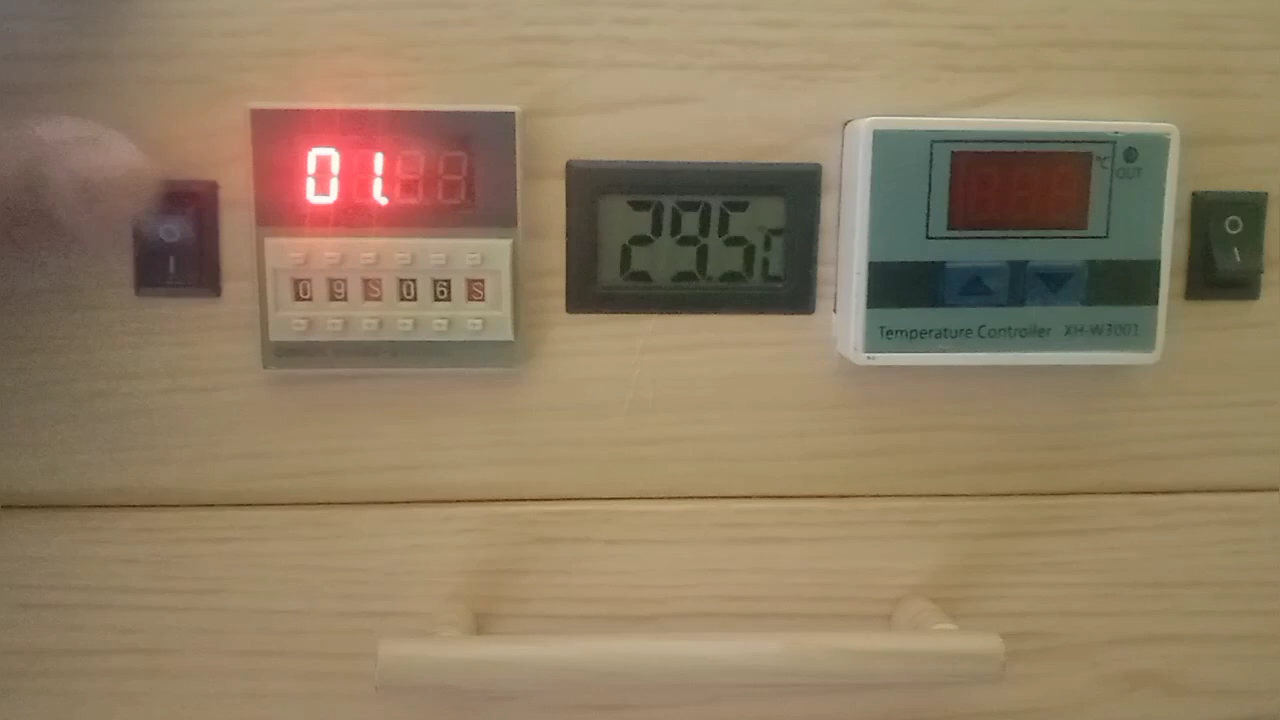 01
09S06S
29.5℃
℃
OUT
Temperature Controller XH-W3001